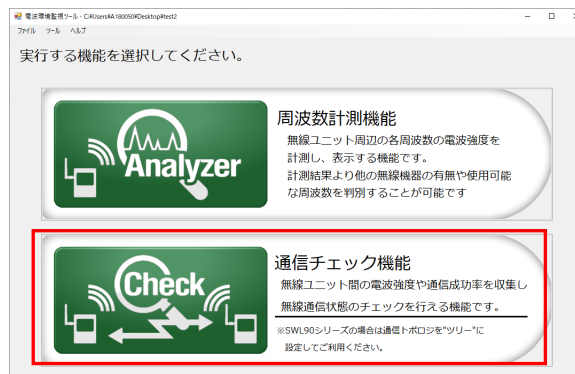 電波環境監視ツール - C:¥Users¥A180050¥Desktop¥test2
ファイル ツール ヘルプ
実行する機能を選択してください。
Analyzer
周波数計測機能
無線ユニット周辺の各周波数の電波強度を
計測し、表示する機能です。
計測結果より他の無線機器の有無や使用可能
な周波数を判別することが可能です
Check
通信チェック機能
無線ユニット間の電波強度や通信成功率を収集し
無線通信状態のチェックを行える機能です。
※SWL90シリーズの場合は通信トポロジを"ツリー"に
設定してご利用ください。